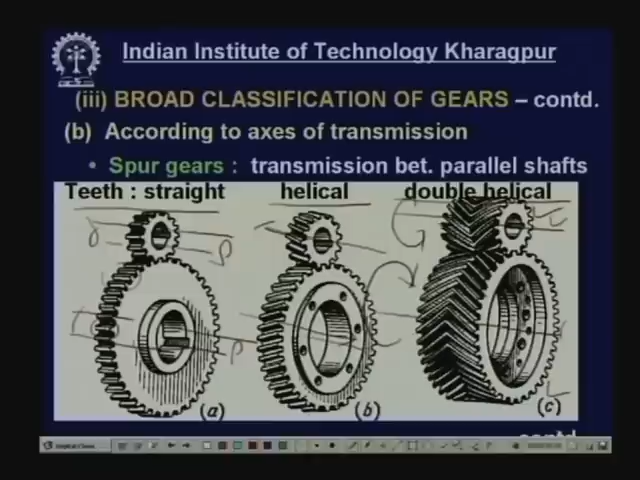 Indian Institute of Technology Kharagpur
(iii) BROAD CLASSIFICATION OF GEARS – contd.
(b) According to axes of transmission
• Spur gears : transmission bet. parallel shafts
Teeth : straight helical double helical
(a) (b) (c)
contd